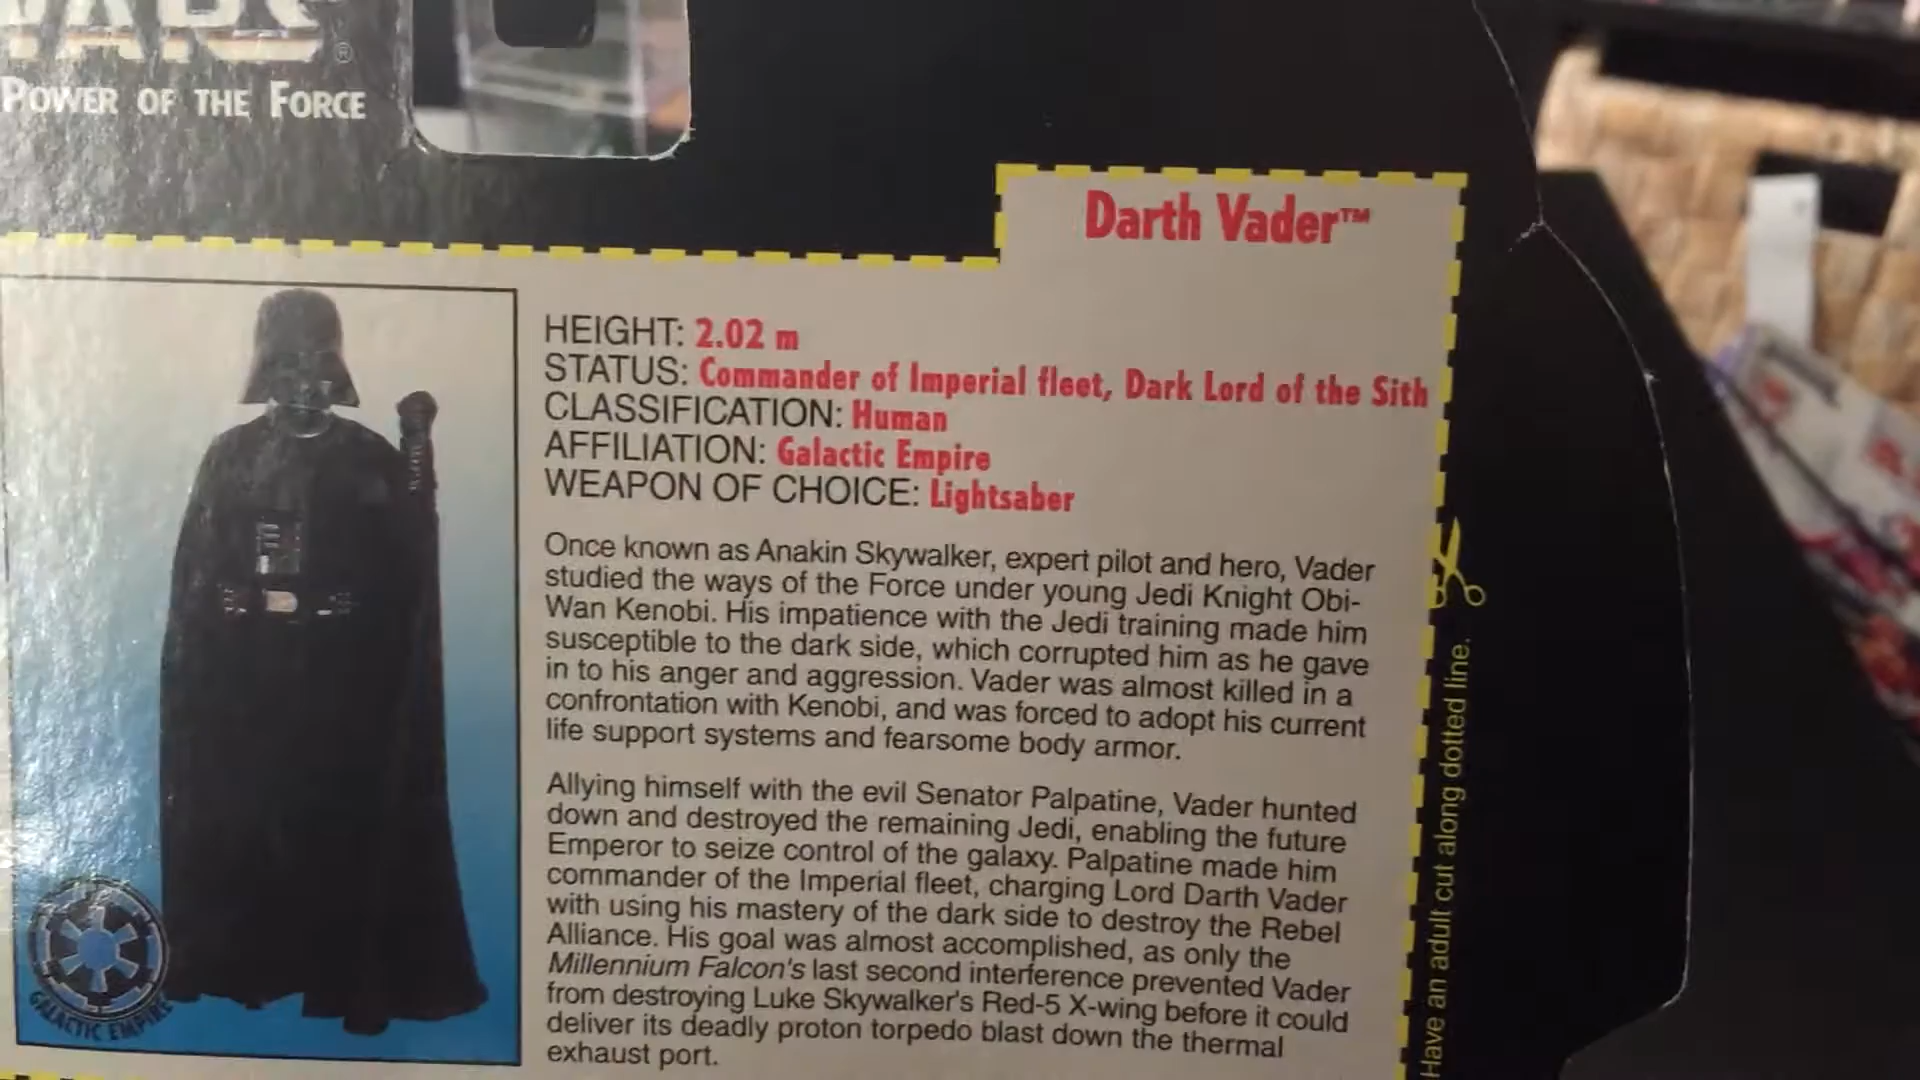 POWER OF THE FORCE
Darth Vader™
HEIGHT: 2.02 m
STATUS: Commander of Imperial fleet, Dark Lord of the Sith
CLASSIFICATION: Human
AFFILIATION: Galactic Empire
WEAPON OF CHOICE: Lightsaber
Once known as Anakin Skywalker, expert pilot and hero, Vader
studied the ways of the Force under young Jedi Knight Obi-
Wan Kenobi. His impatience with the Jedi training made him
susceptible to the dark side, which corrupted him as he gave
in to his anger and aggression. Vader was almost killed in a
confrontation with Kenobi, and was forced to adopt his current
life support systems and fearsome body armor.
Allying himself with the evil Senator Palpatine, Vader hunted
down and destroyed the remaining Jedi, enabling the future
Emperor to seize control of the galaxy. Palpatine made him
commander of the Imperial fleet, charging Lord Darth Vader
with using his mastery of the dark side to destroy the Rebel
Alliance. His goal was almost accomplished, as only the
Millennium Falcon's last second interference prevented Vader
from destroying Luke Skywalker's Red-5 X-wing before it could
deliver its deadly proton torpedo blast down the thermal
exhaust port.
GALACTIC EMPIRE
Have an adult cut along dotted line.